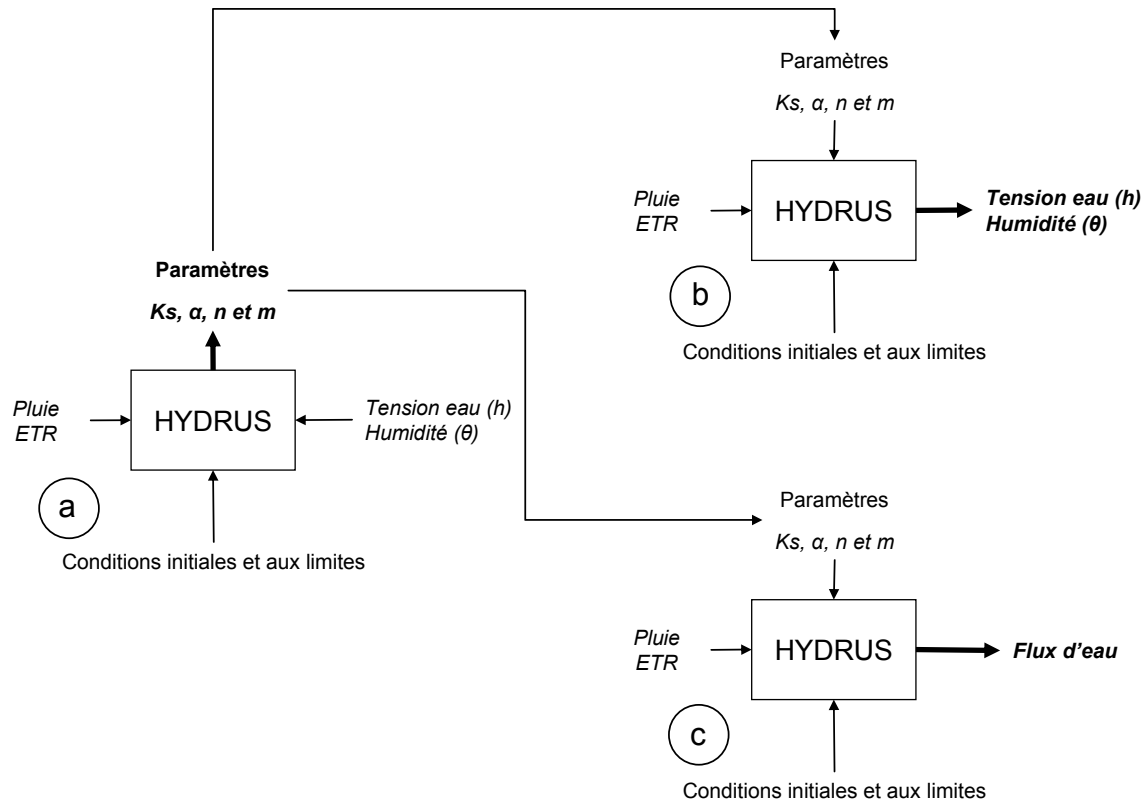 Paramètres
Ks, α, n et m
Pluie
ETR
HYDRUS
Tension eau (h)
Humidité (θ)
b
Conditions initiales et aux limites
Paramètres
Ks, α, n et m
Pluie
ETR
HYDRUS
Tension eau (h)
Humidité (θ)
a
Conditions initiales et aux limites
Paramètres
Ks, α, n et m
Pluie
ETR
HYDRUS
Flux d'eau
c
Conditions initiales et aux limites